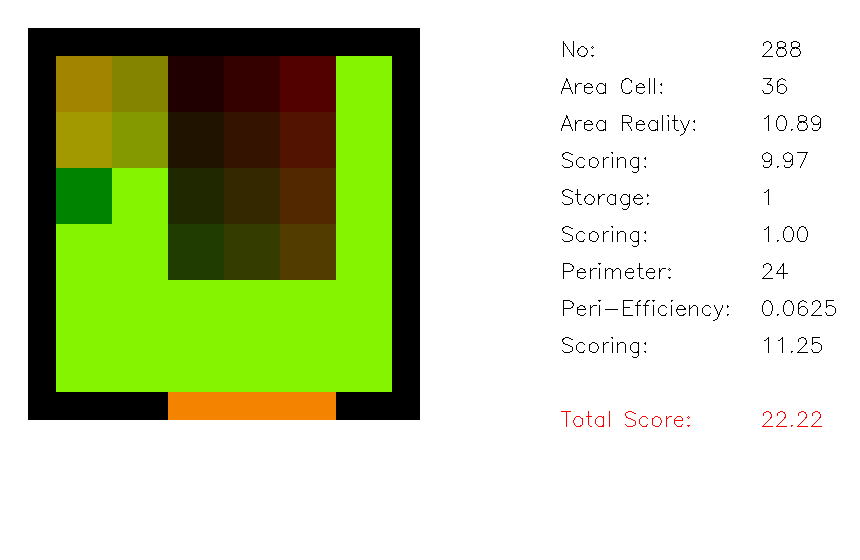 No: 288
Area Cell: 36
Area Reality: 10.89
Scoring: 9.97
Storage: 1
Scoring: 1.00
Perimeter: 24
Peri-Efficiency: 0.0625
Scoring: 11.25
Total Score: 22.22